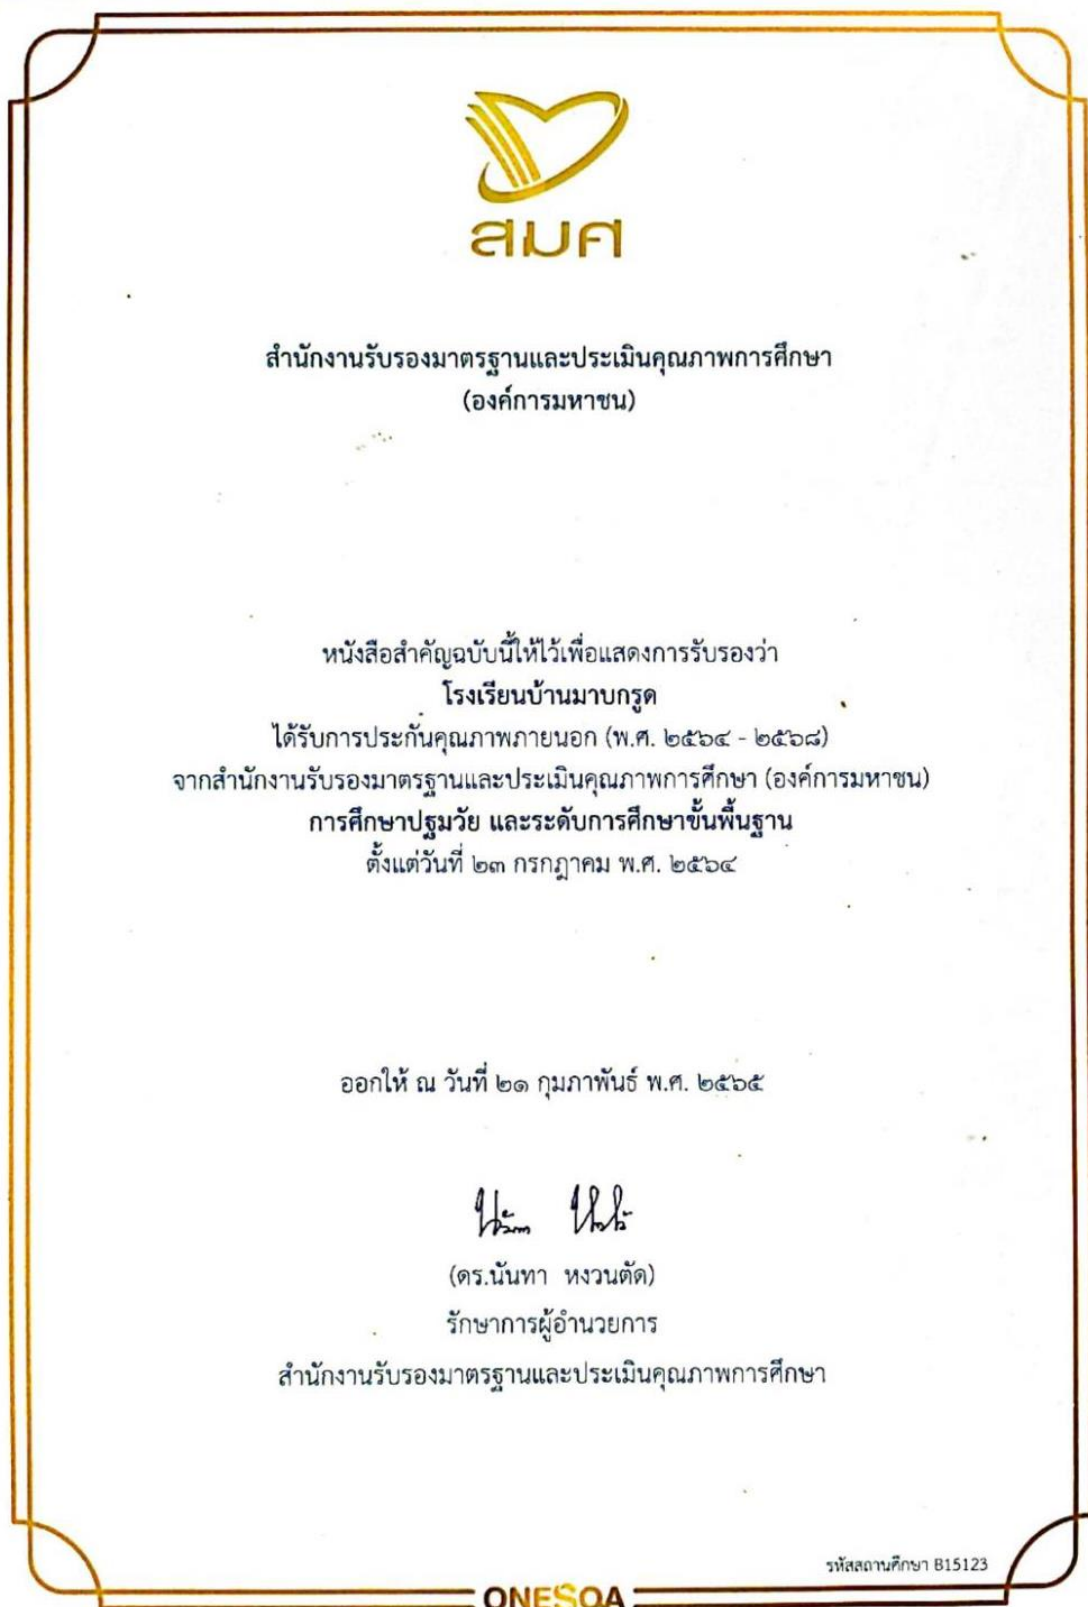 สมศ
สำนักงานรับรองมาตรฐานและประเมินคุณภาพการศึกษา
(องค์การมหาชน)
หนังสือสำคัญฉบับนี้ให้ไว้เพื่อแสดงการรับรองว่า
โรงเรียนบ้านมาบกรูด
ได้รับการประกันคุณภาพภายนอก (พ.ศ. ๒๕๖๔ - ๒๕๖๘)
จากสำนักงานรับรองมาตรฐานและประเมินคุณภาพการศึกษา (องค์การมหาชน)
การศึกษาปฐมวัย และระดับการศึกษาขั้นพื้นฐาน
ตั้งแต่วันที่ ๒๓ กรกฎาคม พ.ศ. ๒๕๖๔
ออกให้ ณ วันที่ ๒๑ กุมภาพันธ์ พ.ศ. ๒๕๖๕
(ดร.นันทา หงวนตัด)
รักษาการผู้อำนวยการ
สำนักงานรับรองมาตรฐานและประเมินคุณภาพการศึกษา
รหัสสถานศึกษา B15123
ONESQA